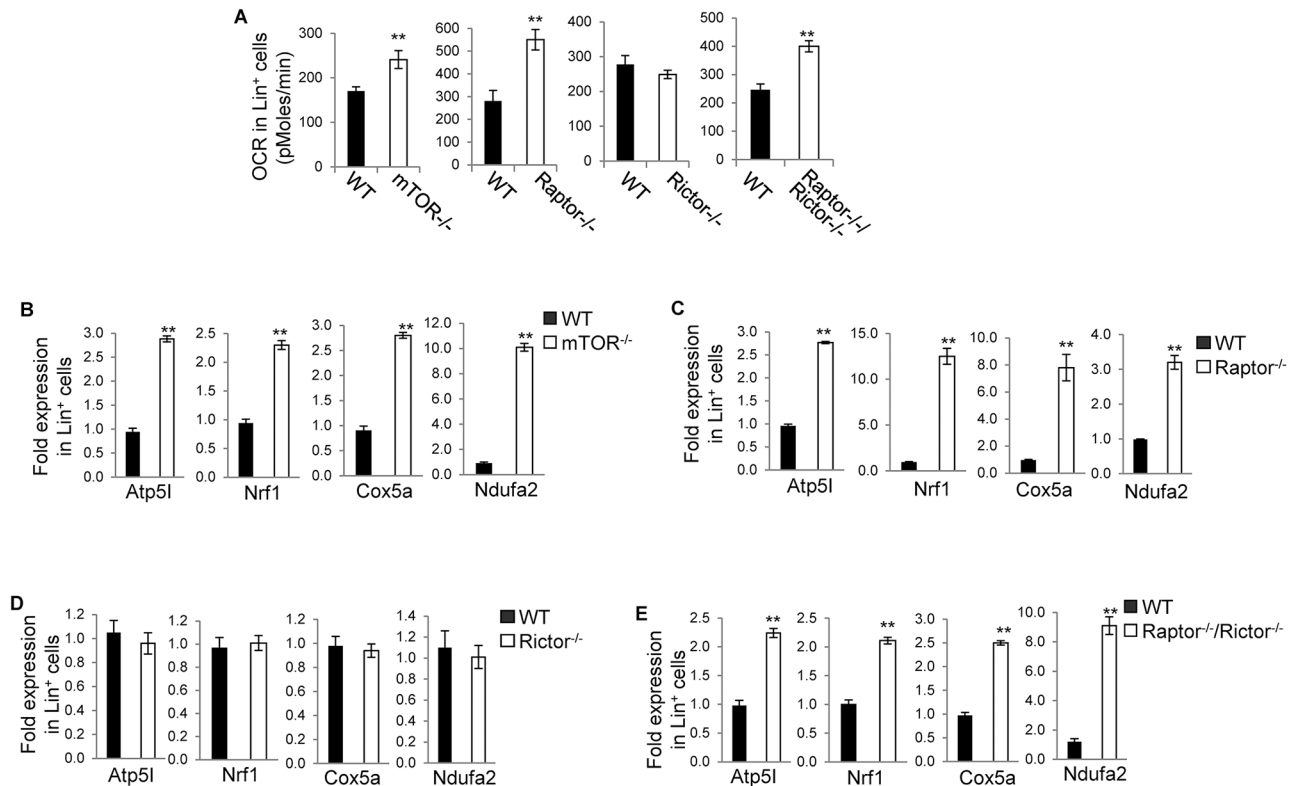 A
OCR in Lin+ cells
(pMoles/min)
300
200
100
0
WT
mTOR-/-
**
600
500
400
300
200
100
0
WT
Raptor-/-
**
400
300
200
100
0
WT
Rictor-/-
500
400
300
200
100
0
WT
Raptor-/-/
Rictor-/-
**
B
Fold expression
in Lin+ cells
3.0
2.5
2.0
1.5
1.0
0.5
0.0
**
Atp5l
2.5
2.0
1.5
1.0
0.5
0.0
**
Nrf1
3.0
2.5
2.0
1.5
1.0
0.5
0.0
**
Cox5a
12.0
10.0
8.0
6.0
4.0
2.0
0.0
**
Ndufa2
WT
mTOR-/-
C
Fold expression
in Lin+ cells
3.0
2.5
2.0
1.5
1.0
0.5
0.0
**
Atp5l
15.0
10.0
5.0
0.0
**
Nrf1
10.0
8.0
6.0
4.0
2.0
0.0
**
Cox5a
4.0
3.0
2.0
1.0
0.0
**
Ndufa2
WT
Raptor-/-
D
Fold expression
in Lin+ cells
1.2
1.0
0.8
0.6
0.4
0.2
0.0
Atp5l
1.2
1.0
0.8
0.6
0.4
0.2
0.0
Nrf1
1.2
1.0
0.8
0.6
0.4
0.2
0.0
Cox5a
1.4
1.2
1.0
0.8
0.6
0.4
0.2
0.0
Ndufa2
WT
Rictor-/-
E
Fold expression
in Lin+ cells
2.5
2.0
1.5
1.0
0.5
0.0
**
Atp5l
2.5
2.0
1.5
1.0
0.5
0.0
**
Nrf1
3.0
2.5
2.0
1.5
1.0
0.5
0.0
**
Cox5a
10.0
8.0
6.0
4.0
2.0
0.0
**
Ndufa2
WT
Raptor-/-/Rictor-/-